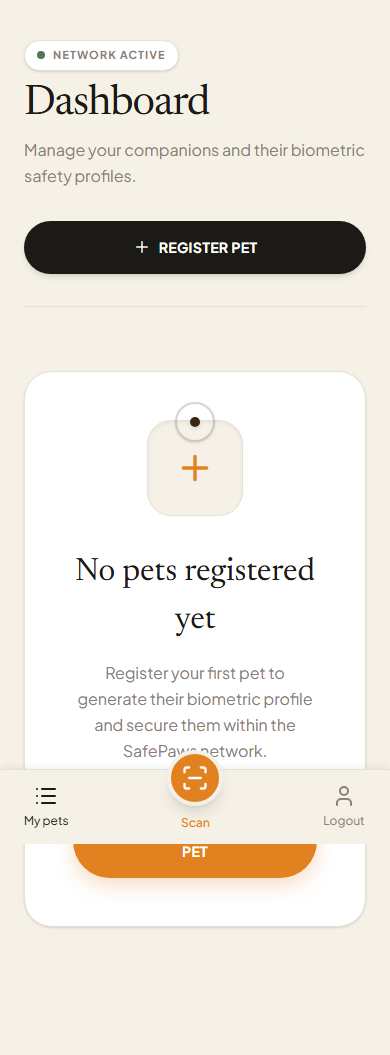 NETWORK ACTIVE
Dashboard
Manage your companions and their biometric
safety profiles.
REGISTER PET
No pets registered
yet
Register your first pet to
generate their biometric profile
and secure them within the
SafePaws network.
My pets
Scan
Logout
PET